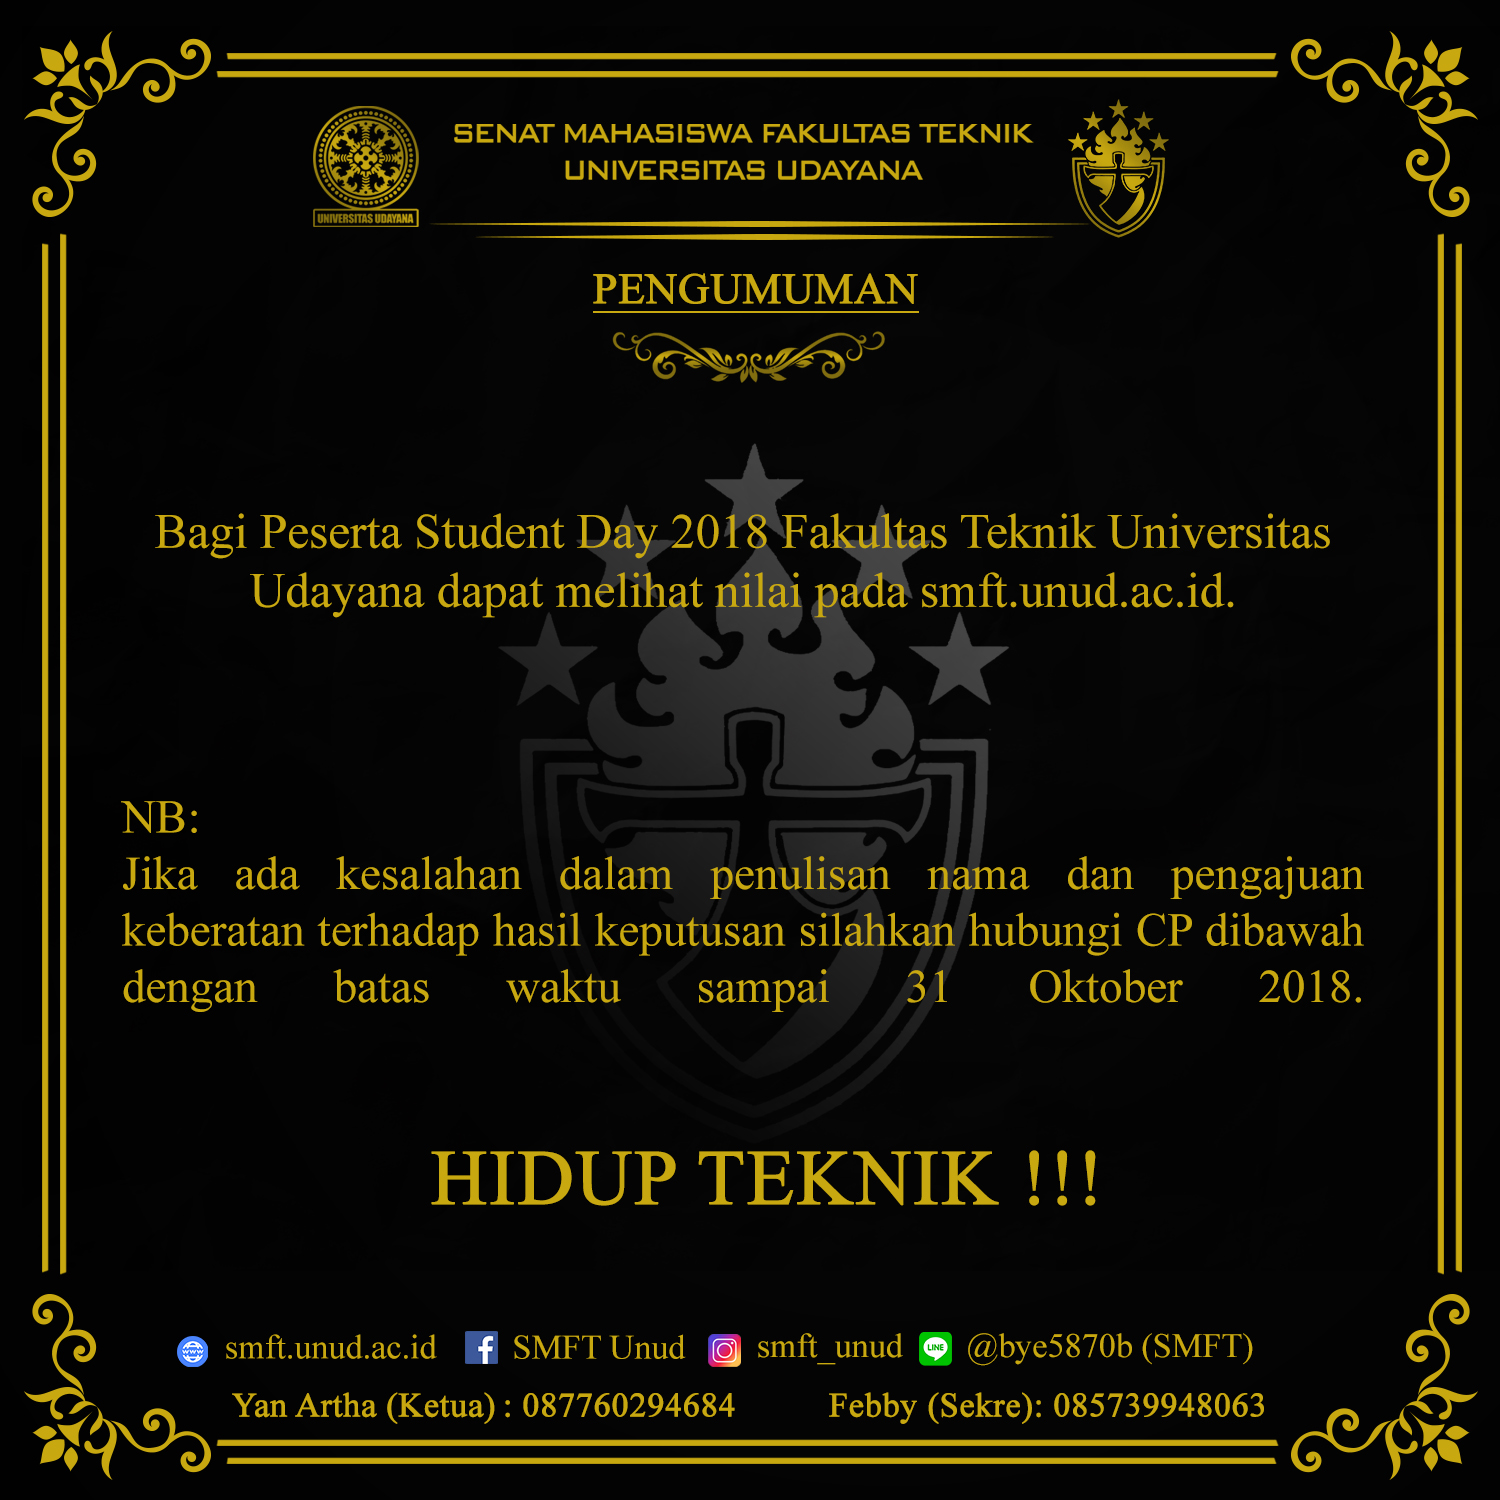 SENAT MAHASISWA FAKULTAS TEKNIK
UNIVERSITAS UDAYANA
UNIVERSITAS UDAYANA
PENGUMUMAN
Bagi Peserta Student Day 2018 Fakultas Teknik Universitas
Udayana dapat melihat nilai pada smft.unud.ac.id.
NB:
Jika ada kesalahan dalam penulisan nama dan pengajuan
keberatan terhadap hasil keputusan silahkan hubungi CP dibawah
dengan batas waktu sampai 31 Oktober 2018.
HIDUP TEKNIK !!!
smft.unud.ac.id SMFT Unud smft_unud LINE @bye5870b (SMFT)
Yan Artha (Ketua) : 087760294684 Febby (Sekre): 085739948063